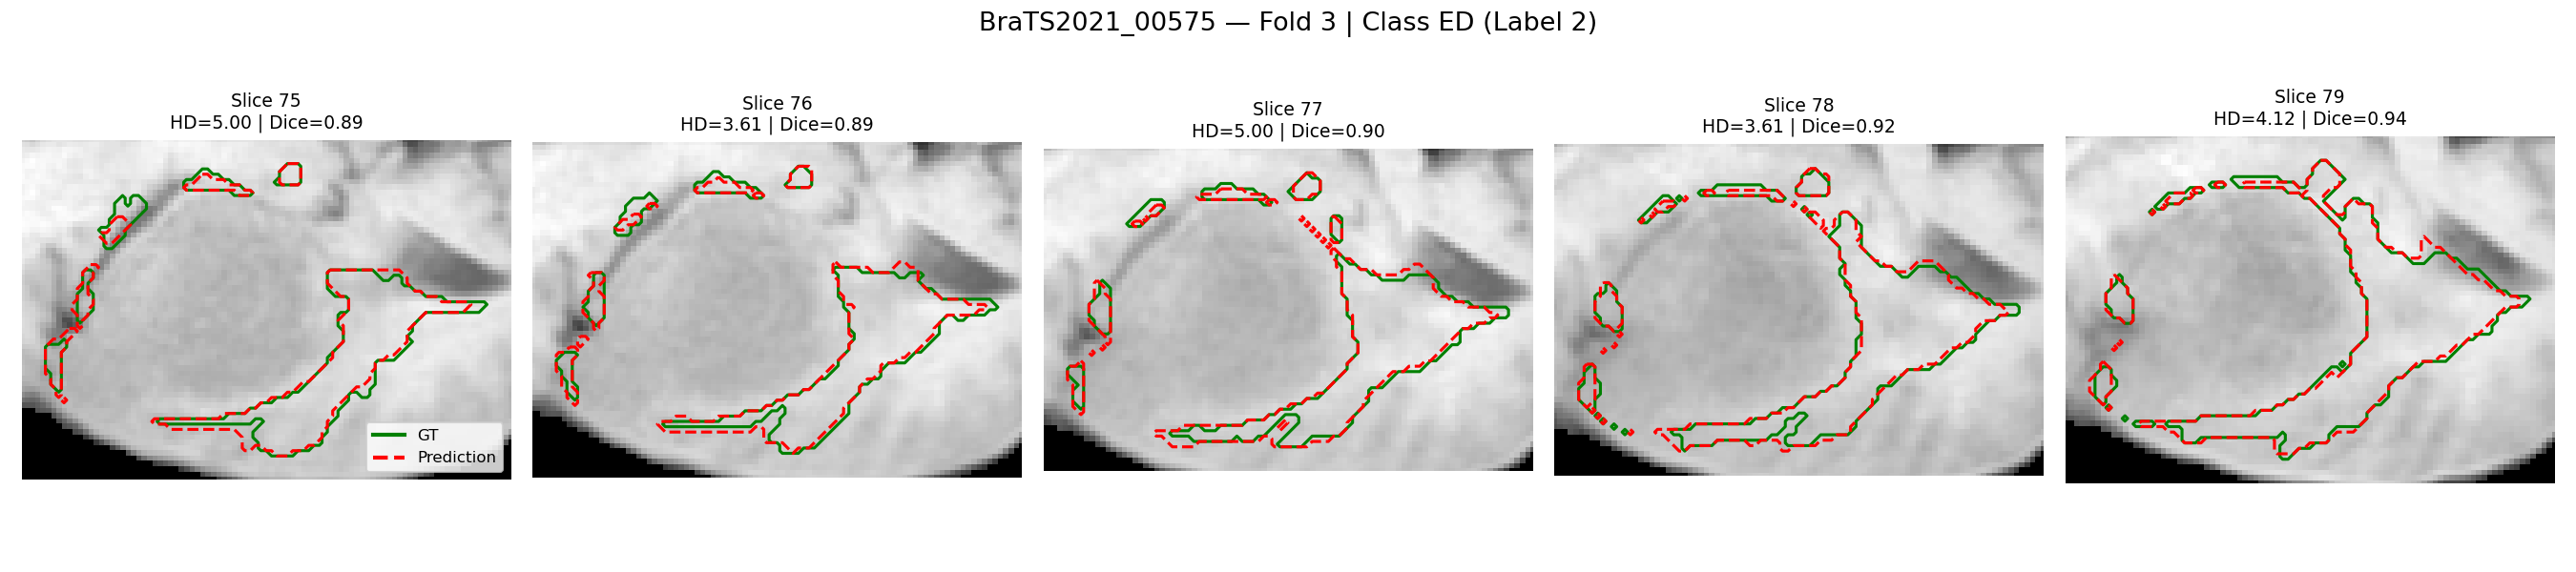 BraTS2021_00575 — Fold 3 | Class ED (Label 2)
Slice 75
HD=5.00 | Dice=0.89
Slice 76
HD=3.61 | Dice=0.89
Slice 77
HD=5.00 | Dice=0.90
Slice 78
HD=3.61 | Dice=0.92
Slice 79
HD=4.12 | Dice=0.94
GT
Prediction